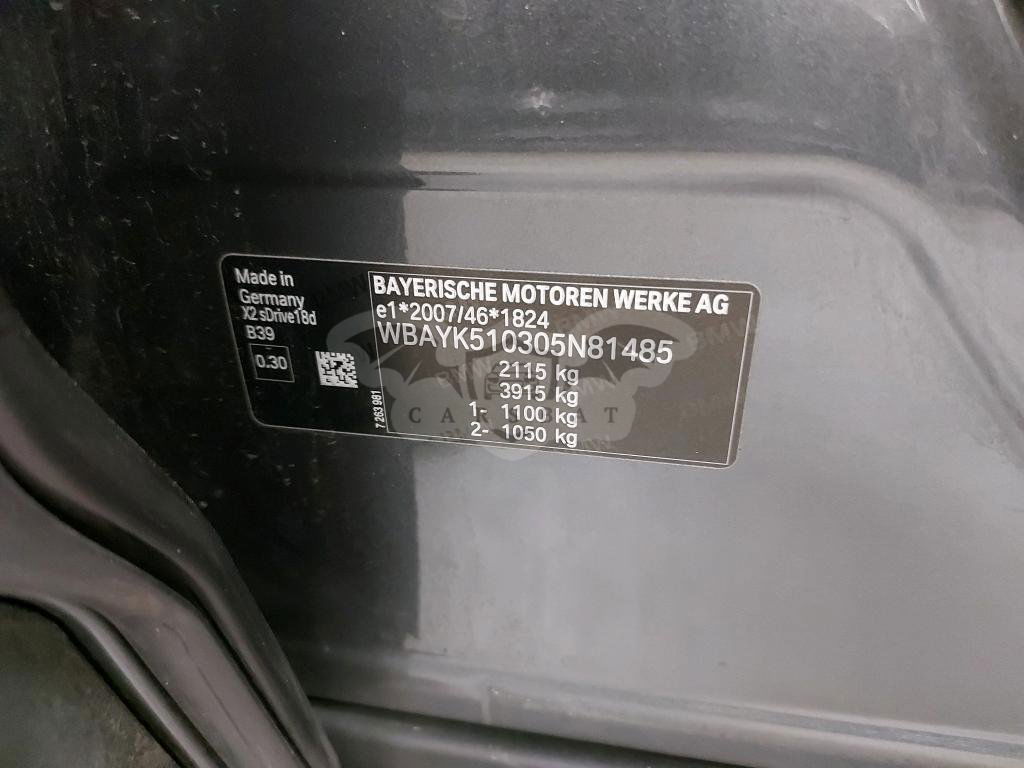 Made in
Germany
X2 sDrive18d
B39
0.30
7 263 981
BAYERISCHE MOTOREN WERKE AG
e1*2007/46*1824
WBAYK510305N81485
2115 kg
3915 kg
1- 1100 kg
2- 1050 kg